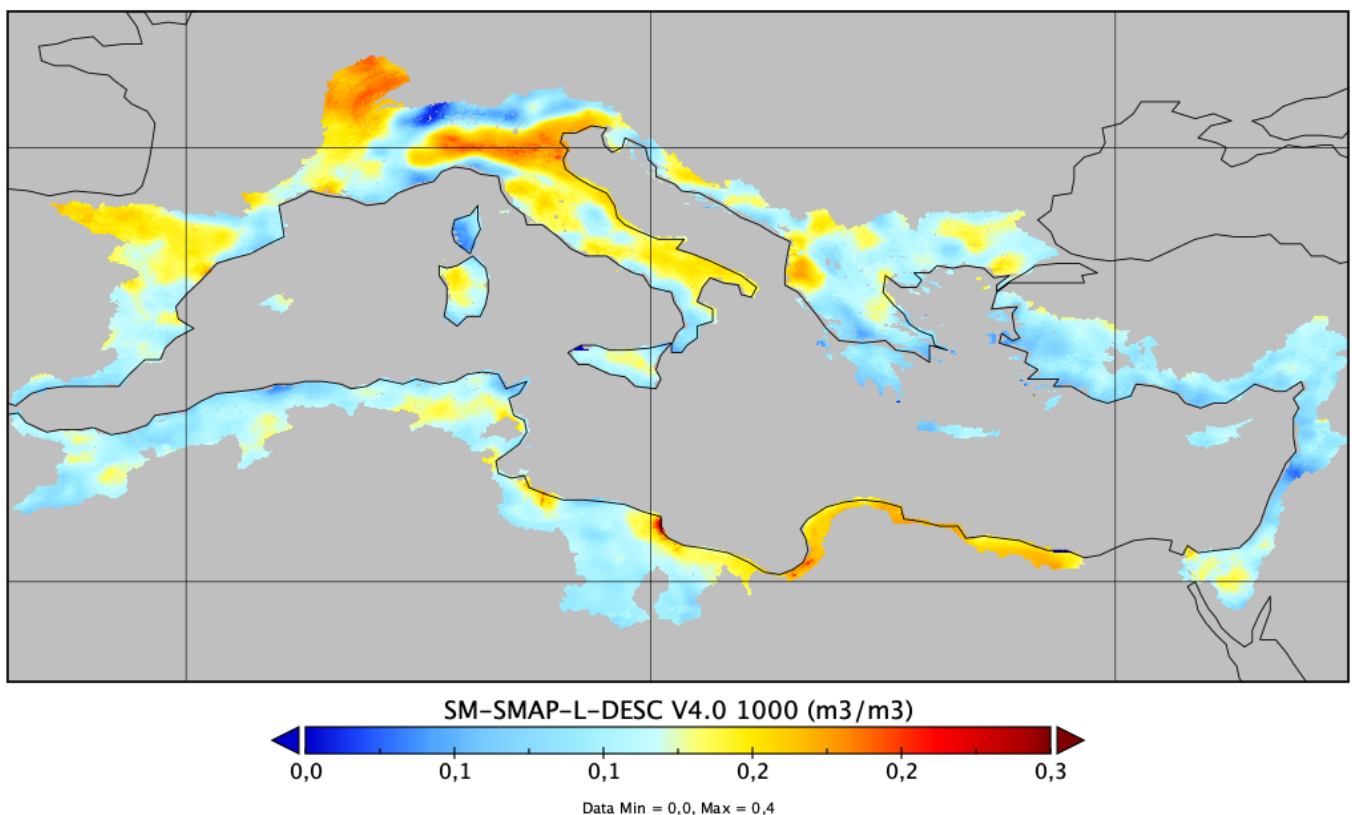 SM-SMAP-L-DESC V4.0 1000 (m3/m3)
0,0 0,1 0,1 0,2 0,2 0,3
Data Min = 0,0, Max = 0,4